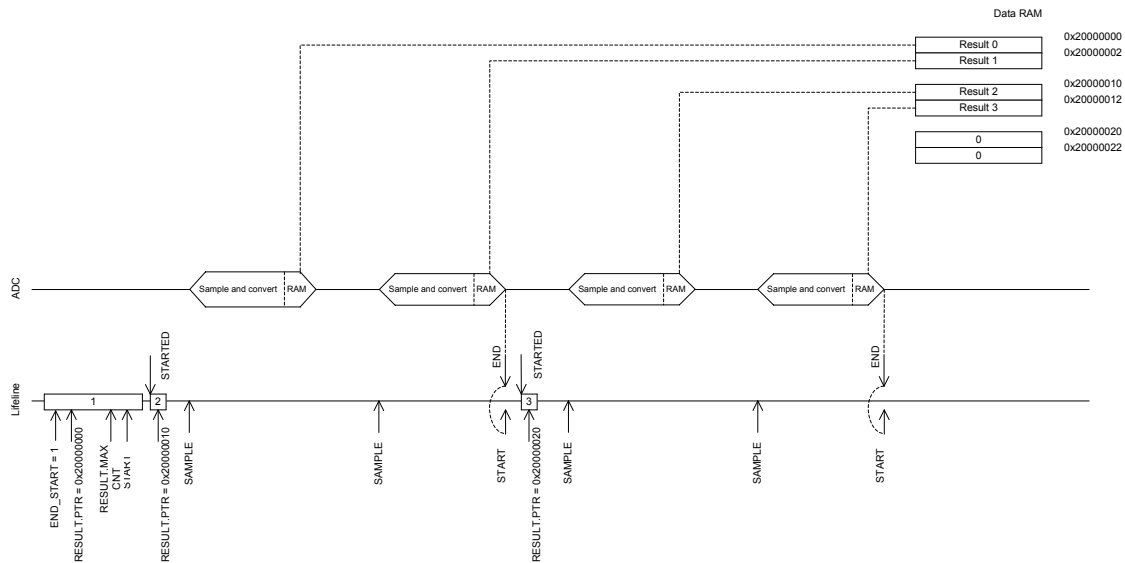 Data RAM
Result 0
0x20000000
Result 1
0x20000002
Result 2
0x20000010
Result 3
0x20000012
0
0x20000020
0
0x20000022
ADC
Sample and convert
RAM
Sample and convert
RAM
Sample and convert
RAM
Sample and convert
RAM
Lifeline
STARTED
END
STARTED
END
1
2
3
END_START = 1
RESULT.PTR = 0x20000000
RESULT.MAX
CNT
START
RESULT.PTR = 0x20000010
SAMPLE
SAMPLE
START
RESULT.PTR = 0x20000020
SAMPLE
SAMPLE
START